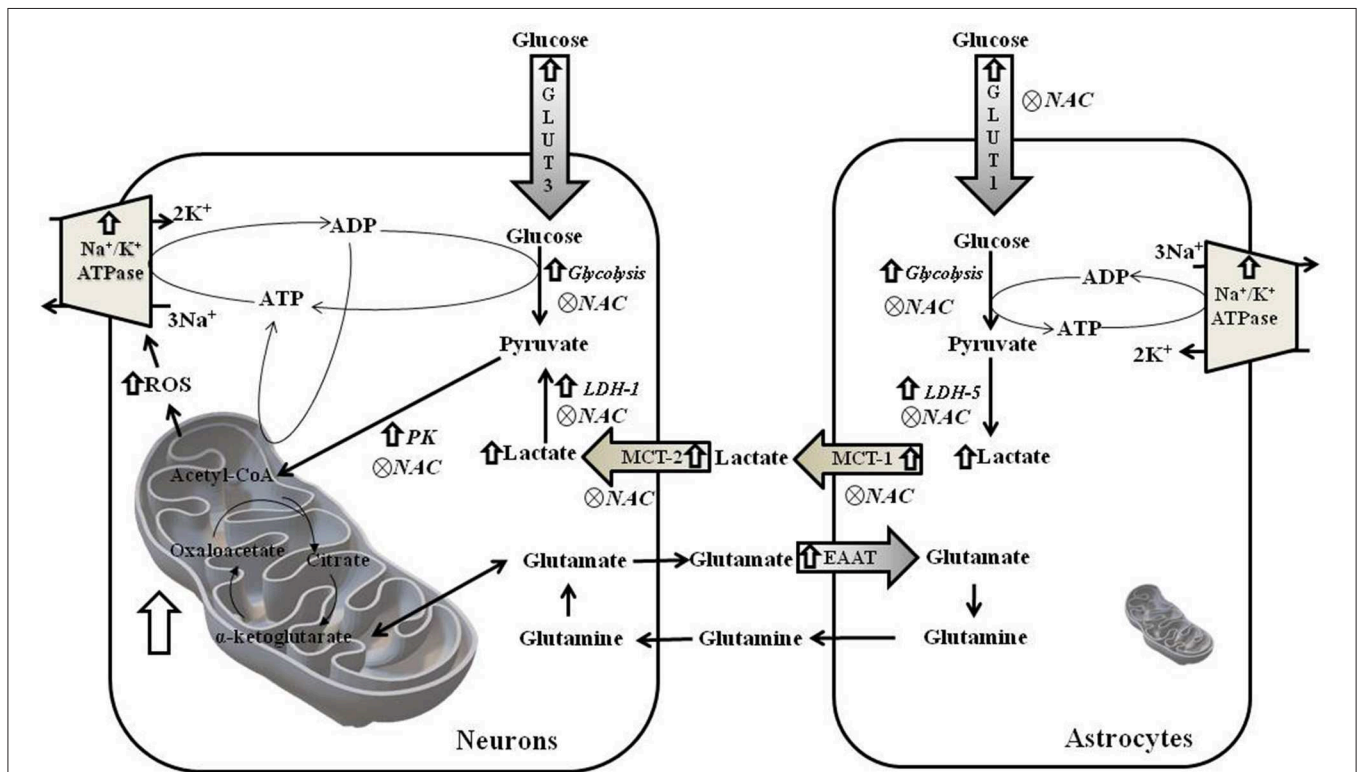 Glucose
GLUT3
Glucose
Glycolysis
⊗NAC
Pyruvate
LDH-1
⊗NAC
Lactate
PK
⊗NAC
2K⁺
Na⁺/K⁺
ATPase
3Na⁺
ADP
ATP
ROS
Acetyl-CoA
Oxaloacetate
Citrate
α-ketoglutarate
MCT-2
⊗NAC
Lactate
MCT-1
⊗NAC
Glutamate
Glutamate
EAAT
Glutamate
Glutamine
Glutamine
Glutamine
Neurons
Glucose
GLUT1
⊗NAC
Glucose
Glycolysis
⊗NAC
Pyruvate
LDH-5
⊗NAC
Lactate
ADP
ATP
3Na⁺
Na⁺/K⁺
ATPase
2K⁺
Astrocytes